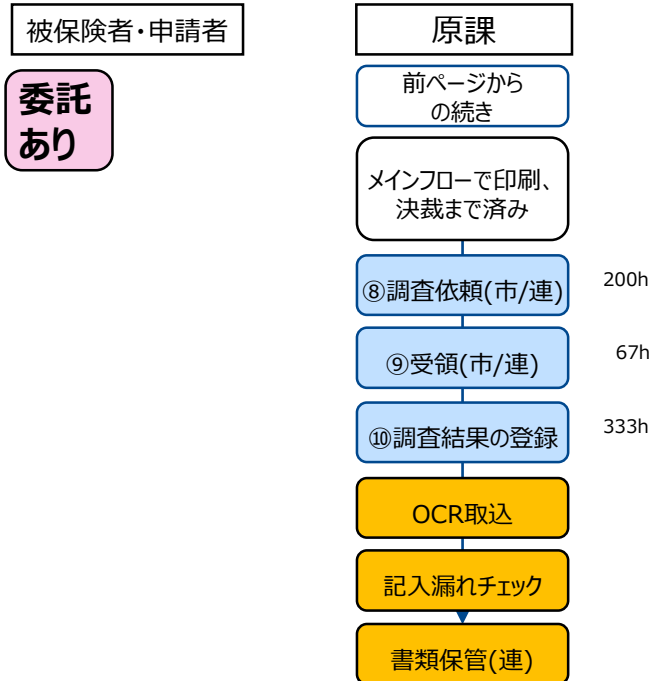 被保険者・申請者
原課
委託
あり
前ページから
の続き
メインフローで印刷、
決裁まで済み
⑧調査依頼(市/連)
200h
⑨受領(市/連)
67h
⑩調査結果の登録
333h
OCR取込
記入漏れチェック
書類保管(連)